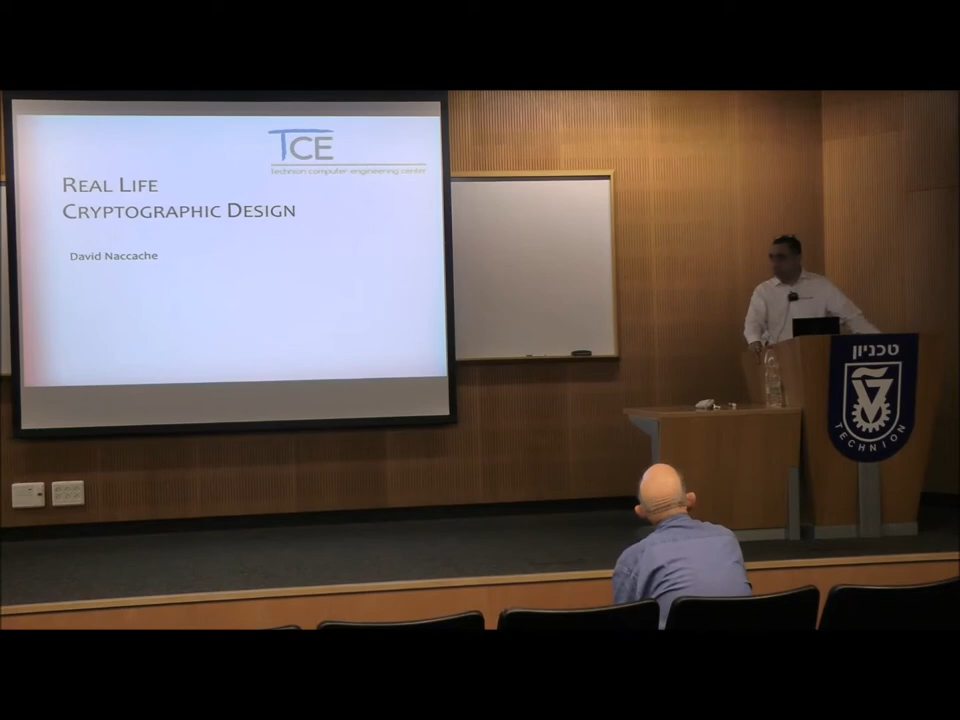 TCE
Technion computer engineering center
REAL LIFE
CRYPTOGRAPHIC DESIGN
David Naccache
טכניון
TECHNION